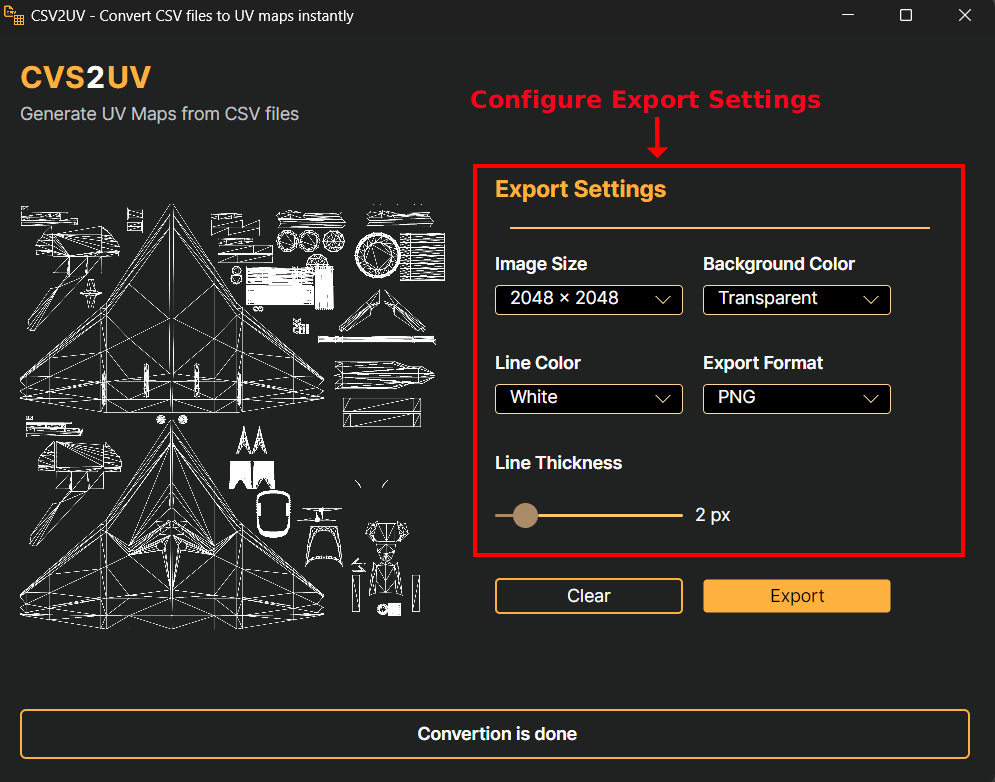 CSV2UV - Convert CSV files to UV maps instantly
CVS2UV
Generate UV Maps from CSV files
Configure Export Settings
Export Settings
Image Size
Background Color
2048 × 2048
Transparent
Line Color
Export Format
White
PNG
Line Thickness
2 px
Clear
Export
Convertion is done